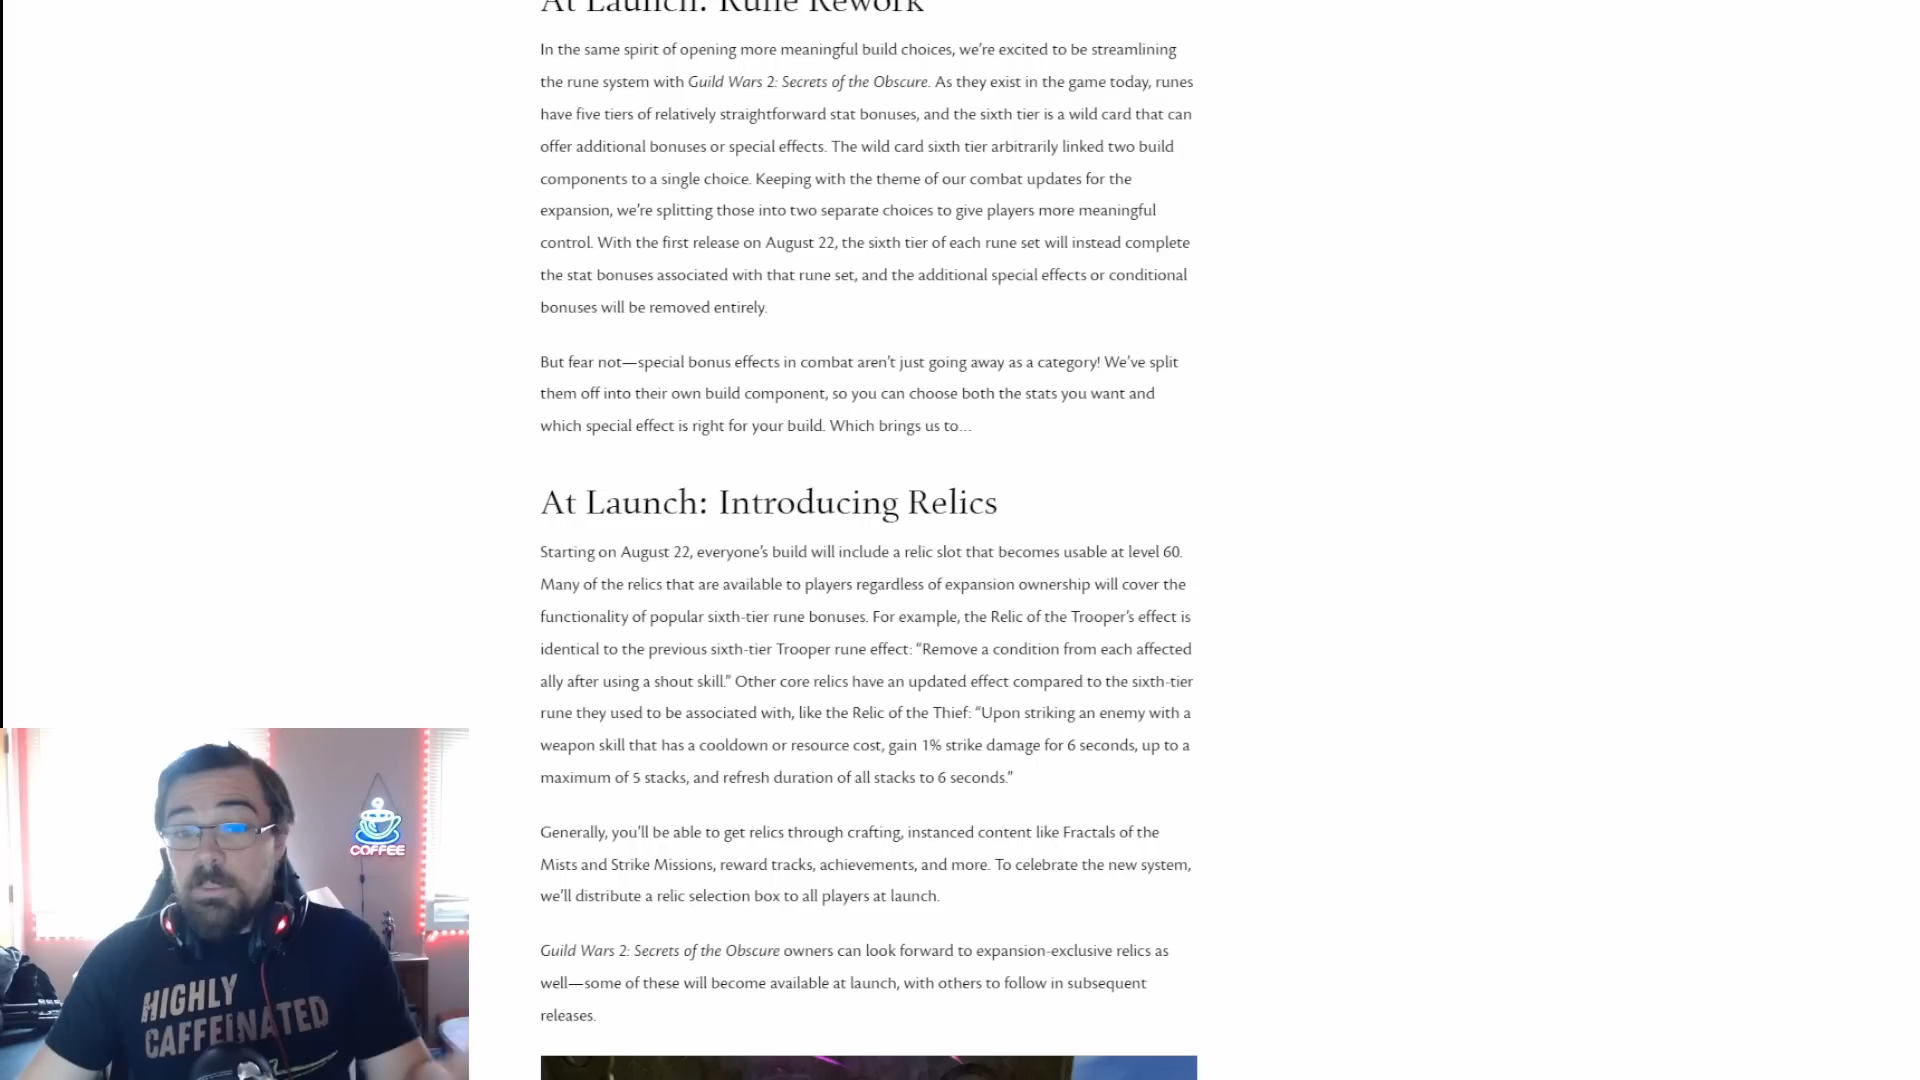 At Launch: Rune Rework
In the same spirit of opening more meaningful build choices, we’re excited to be streamlining
the rune system with Guild Wars 2: Secrets of the Obscure. As they exist in the game today, runes
have five tiers of relatively straightforward stat bonuses, and the sixth tier is a wild card that can
offer additional bonuses or special effects. The wild card sixth tier arbitrarily linked two build
components to a single choice. Keeping with the theme of our combat updates for the
expansion, we’re splitting those into two separate choices to give players more meaningful
control. With the first release on August 22, the sixth tier of each rune set will instead complete
the stat bonuses associated with that rune set, and the additional special effects or conditional
bonuses will be removed entirely.
But fear not—special bonus effects in combat aren’t just going away as a category! We’ve split
them off into their own build component, so you can choose both the stats you want and
which special effect is right for your build. Which brings us to…
At Launch: Introducing Relics
Starting on August 22, everyone’s build will include a relic slot that becomes usable at level 60.
Many of the relics that are available to players regardless of expansion ownership will cover the
functionality of popular sixth-tier rune bonuses. For example, the Relic of the Trooper’s effect is
identical to the previous sixth-tier Trooper rune effect: “Remove a condition from each affected
ally after using a shout skill.” Other core relics have an updated effect compared to the sixth-tier
rune they used to be associated with, like the Relic of the Thief: “Upon striking an enemy with a
weapon skill that has a cooldown or resource cost, gain 1% strike damage for 6 seconds, up to a
maximum of 5 stacks, and refresh duration of all stacks to 6 seconds.”
Generally, you’ll be able to get relics through crafting, instanced content like Fractals of the
Mists and Strike Missions, reward tracks, achievements, and more. To celebrate the new system,
we’ll distribute a relic selection box to all players at launch.
Guild Wars 2: Secrets of the Obscure owners can look forward to expansion-exclusive relics as
well—some of these will become available at launch, with others to follow in subsequent
releases.
COFFEE
HIGHLY
CAFFEINATED